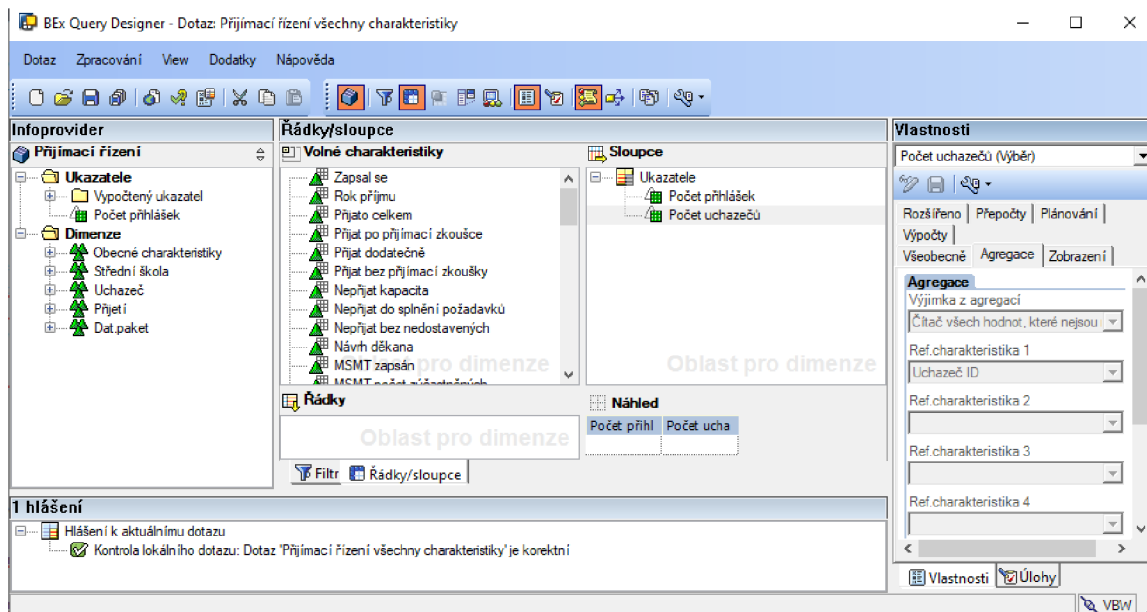 BEx Query Designer - Dotaz: Přijímací řízení všechny charakteristiky
Dotaz Zpracování View Dodatky Nápověda
Infoprovider
Přijímací řízení
Ukazatele
Vypočtený ukazatel
Počet přihlášek
Dimenze
Obecné charakteristiky
Střední škola
Uchazeč
Přijetí
Dat.paket
Řádky/sloupce
Volné charakteristiky
Zapsal se
Rok příjmu
Přijato celkem
Přijat po přijímací zkoušce
Přijat dodatečně
Přijat bez přijímací zkoušky
Nepřijat kapacita
Nepřijat do splnění požadavků
Nepřijat bez nedostavených
Návrh děkana
MSMT zapsán
MSMT počet zúčastněných
Oblast pro dimenze
Sloupce
Ukazatele
Počet přihlášek
Počet uchazečů
Oblast pro dimenze
Řádky
Oblast pro dimenze
Náhled
Počet přihl Počet ucha
Filtr Řádky/sloupce
Vlastnosti
Počet uchazečů (Výběr)
Rozšířeno Přepočty Plánování
Výpočty
Všeobecně Agregace Zobrazení
Agregace
Výjimka z agregací
Čítač všech hodnot, které nejsou
Ref.charakteristika 1
Uchazeč ID
Ref.charakteristika 2
Ref.charakteristika 3
Ref.charakteristika 4
Vlastnosti Úlohy
1 hlášení
Hlášení k aktuálnímu dotazu
Kontrola lokálního dotazu: Dotaz 'Přijímací řízení všechny charakteristiky' je korektní
VBW